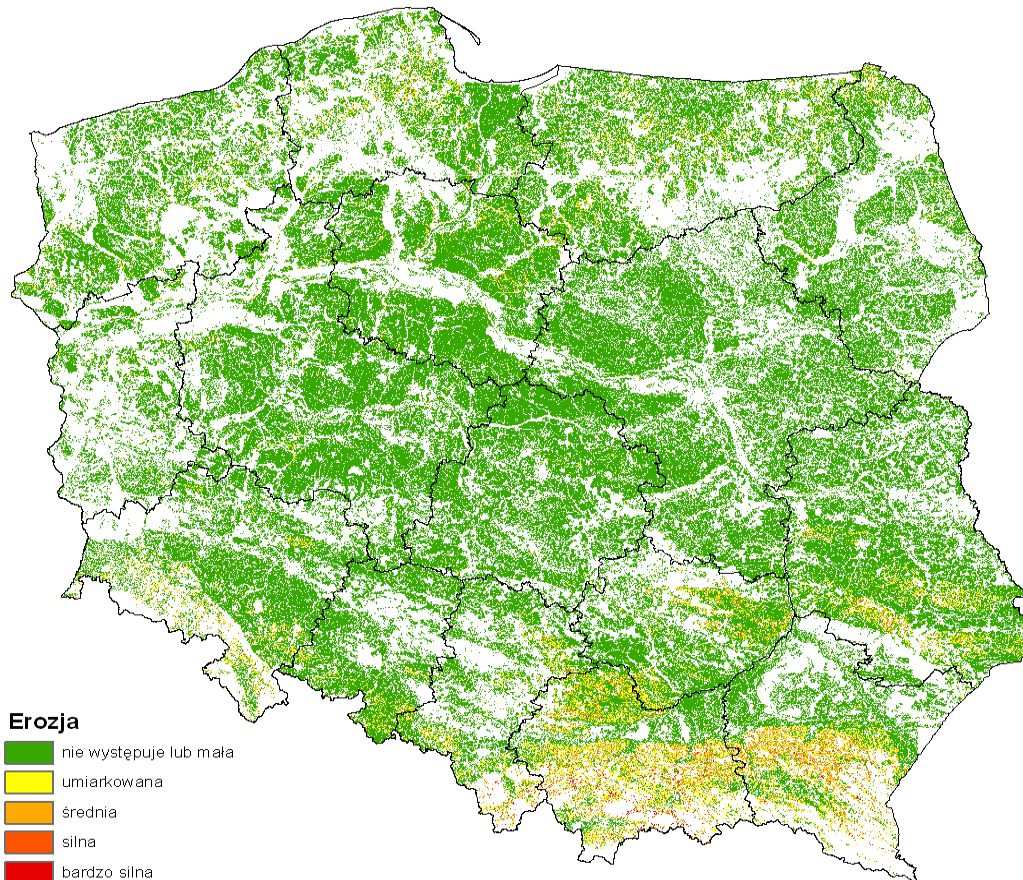 Erozja
nie występuje lub mała
umiarkowana
średnia
silna
bardzo silna